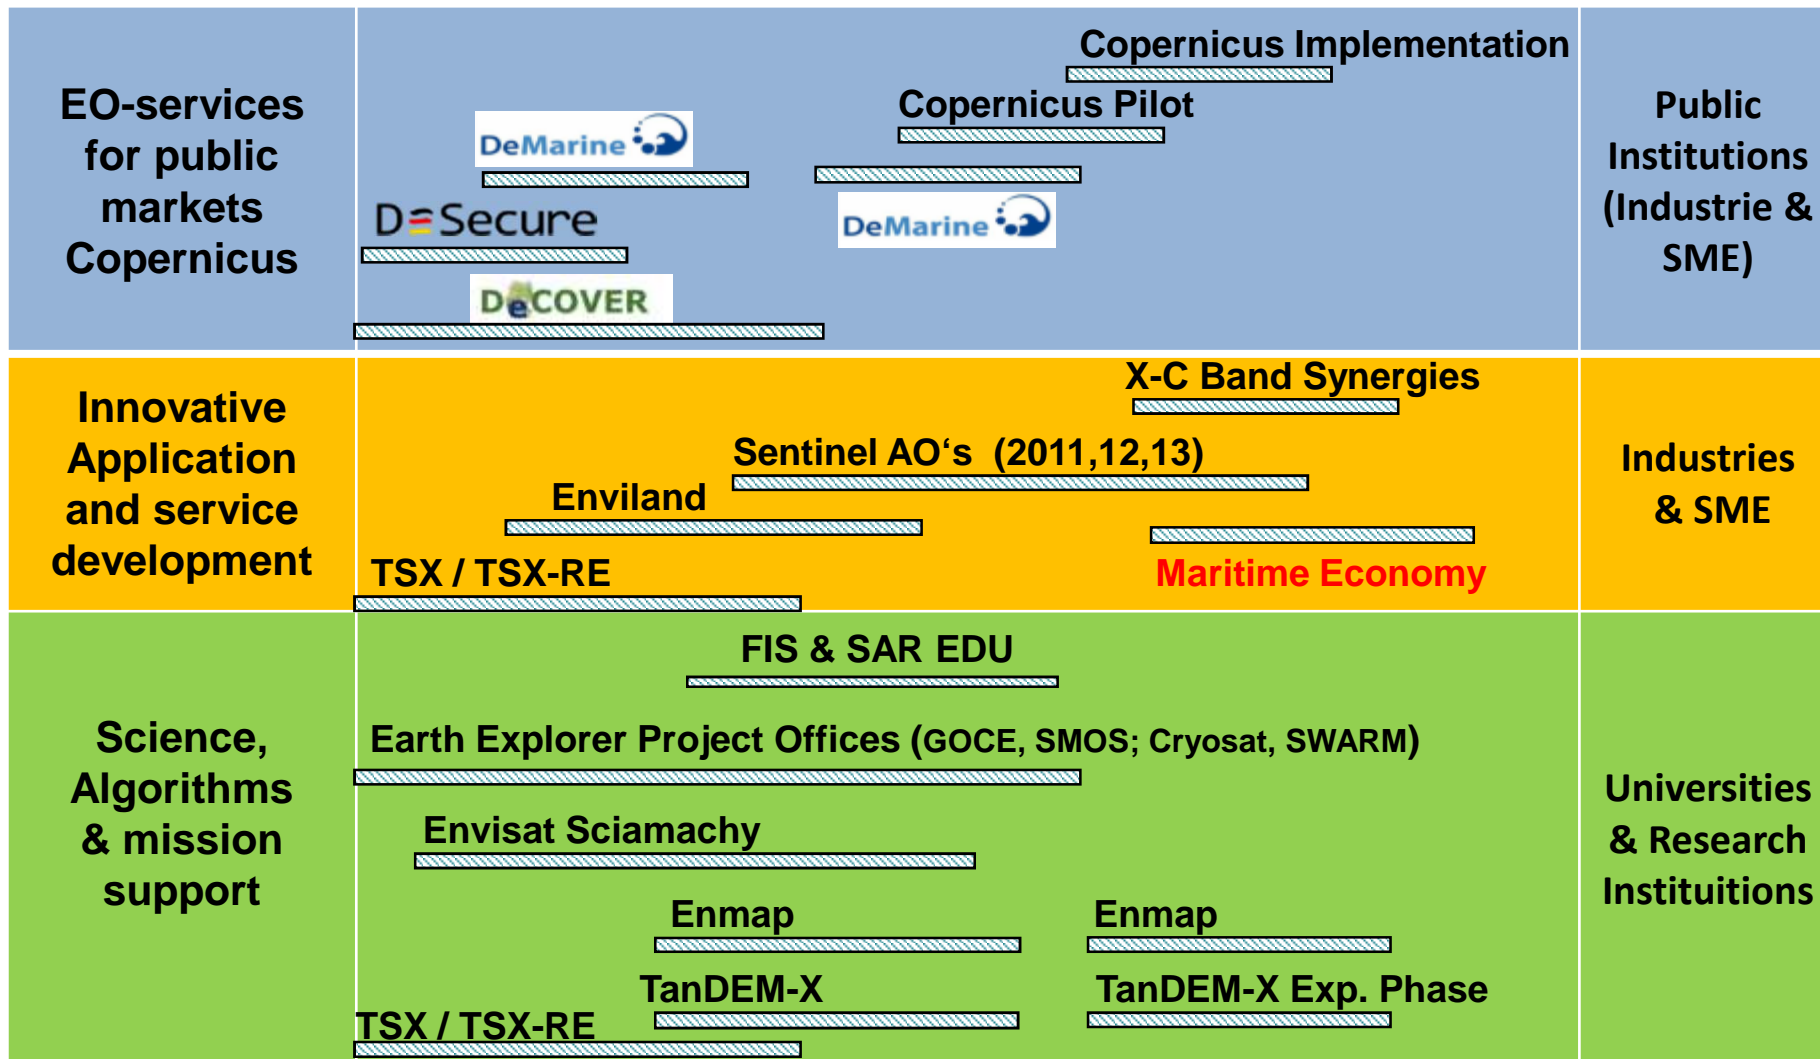 EO-services
for public
markets
Copernicus
Copernicus Implementation
Copernicus Pilot
DeMarine
DeSecure
DeMarine
DeCOVER
Public
Institutions
(Industrie &
SME)
Innovative
Application
and service
development
X-C Band Synergies
Sentinel AO‘s (2011,12,13)
Enviland
TSX / TSX-RE
Maritime Economy
Industries
& SME
Science,
Algorithms
& mission
support
FIS & SAR EDU
Earth Explorer Project Offices (GOCE, SMOS; Cryosat, SWARM)
Envisat Sciamachy
Enmap
Enmap
TanDEM-X
TanDEM-X Exp. Phase
TSX / TSX-RE
Universities
& Research
Instituitions